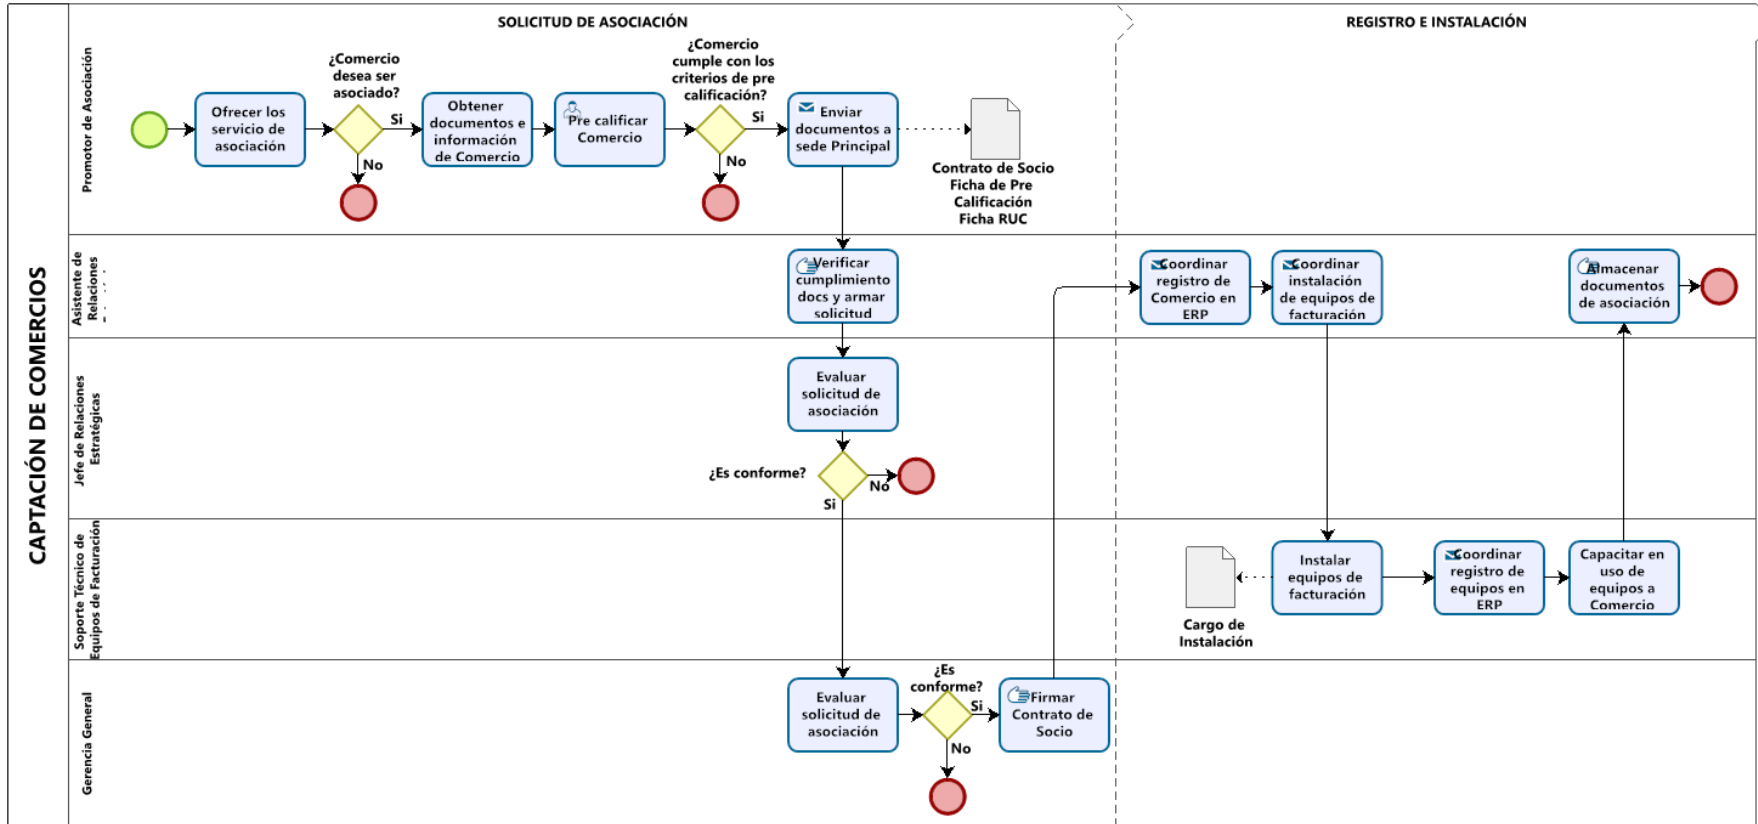 CAPTACIÓN DE COMERCIOS
SOLICITUD DE ASOCIACIÓN
REGISTRO E INSTALACIÓN
Promotor de Asociación
Ofrecer los
servicio de
asociación
¿Comercio
desea ser
asociado?
Si
No
Obtener
documentos e
información
de Comercio
Pre calificar
Comercio
¿Comercio
cumple con los
criterios de pre
calificación?
Si
No
Enviar
documentos a
sede Principal
Contrato de Socio
Ficha de Pre
Calificación
Ficha RUC
Asistente de
Relaciones
Verificar
cumplimiento
docs y armar
solicitud
Coordinar
registro de
Comercio en
ERP
Coordinar
instalación
de equipos de
facturación
Almacenar
documentos
de asociación
Jefe de Relaciones
Estratégicas
Evaluar
solicitud de
asociación
¿Es conforme?
No
Si
Soporte Técnico de
Equipos de Facturación
Cargo de
Instalación
Instalar
equipos de
facturación
Coordinar
registro de
equipos en
ERP
Capacitar en
uso de
equipos a
Comercio
Gerencia General
Evaluar
solicitud de
asociación
¿Es
conforme?
Si
No
Firmar
Contrato de
Socio